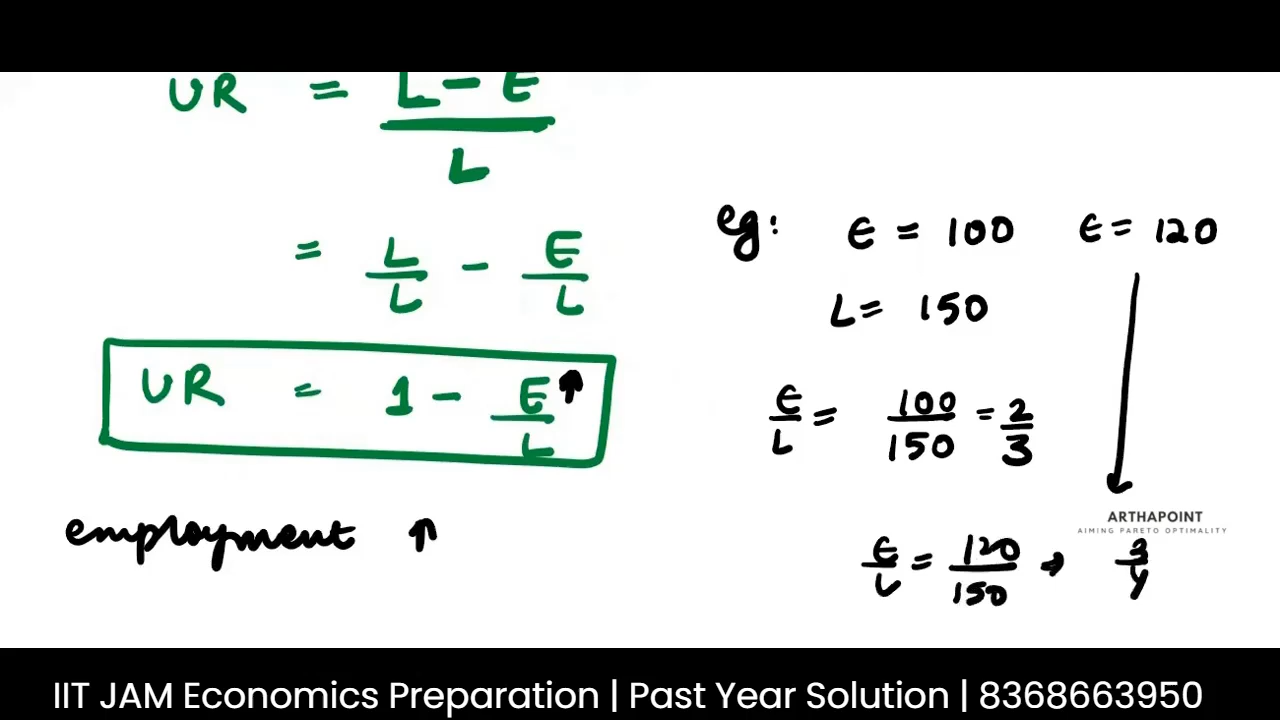 UR = L - E / L
= L/L - E/L
UR = 1 - E↑/L
employment ↑
eg: E = 100 E = 120
L = 150
E/L = 100/150 = 2/3
ARTHAPOINT
AIMING PARETO OPTIMALITY
E/L = 120/150 → 3/4
IIT JAM Economics Preparation | Past Year Solution | 8368663950